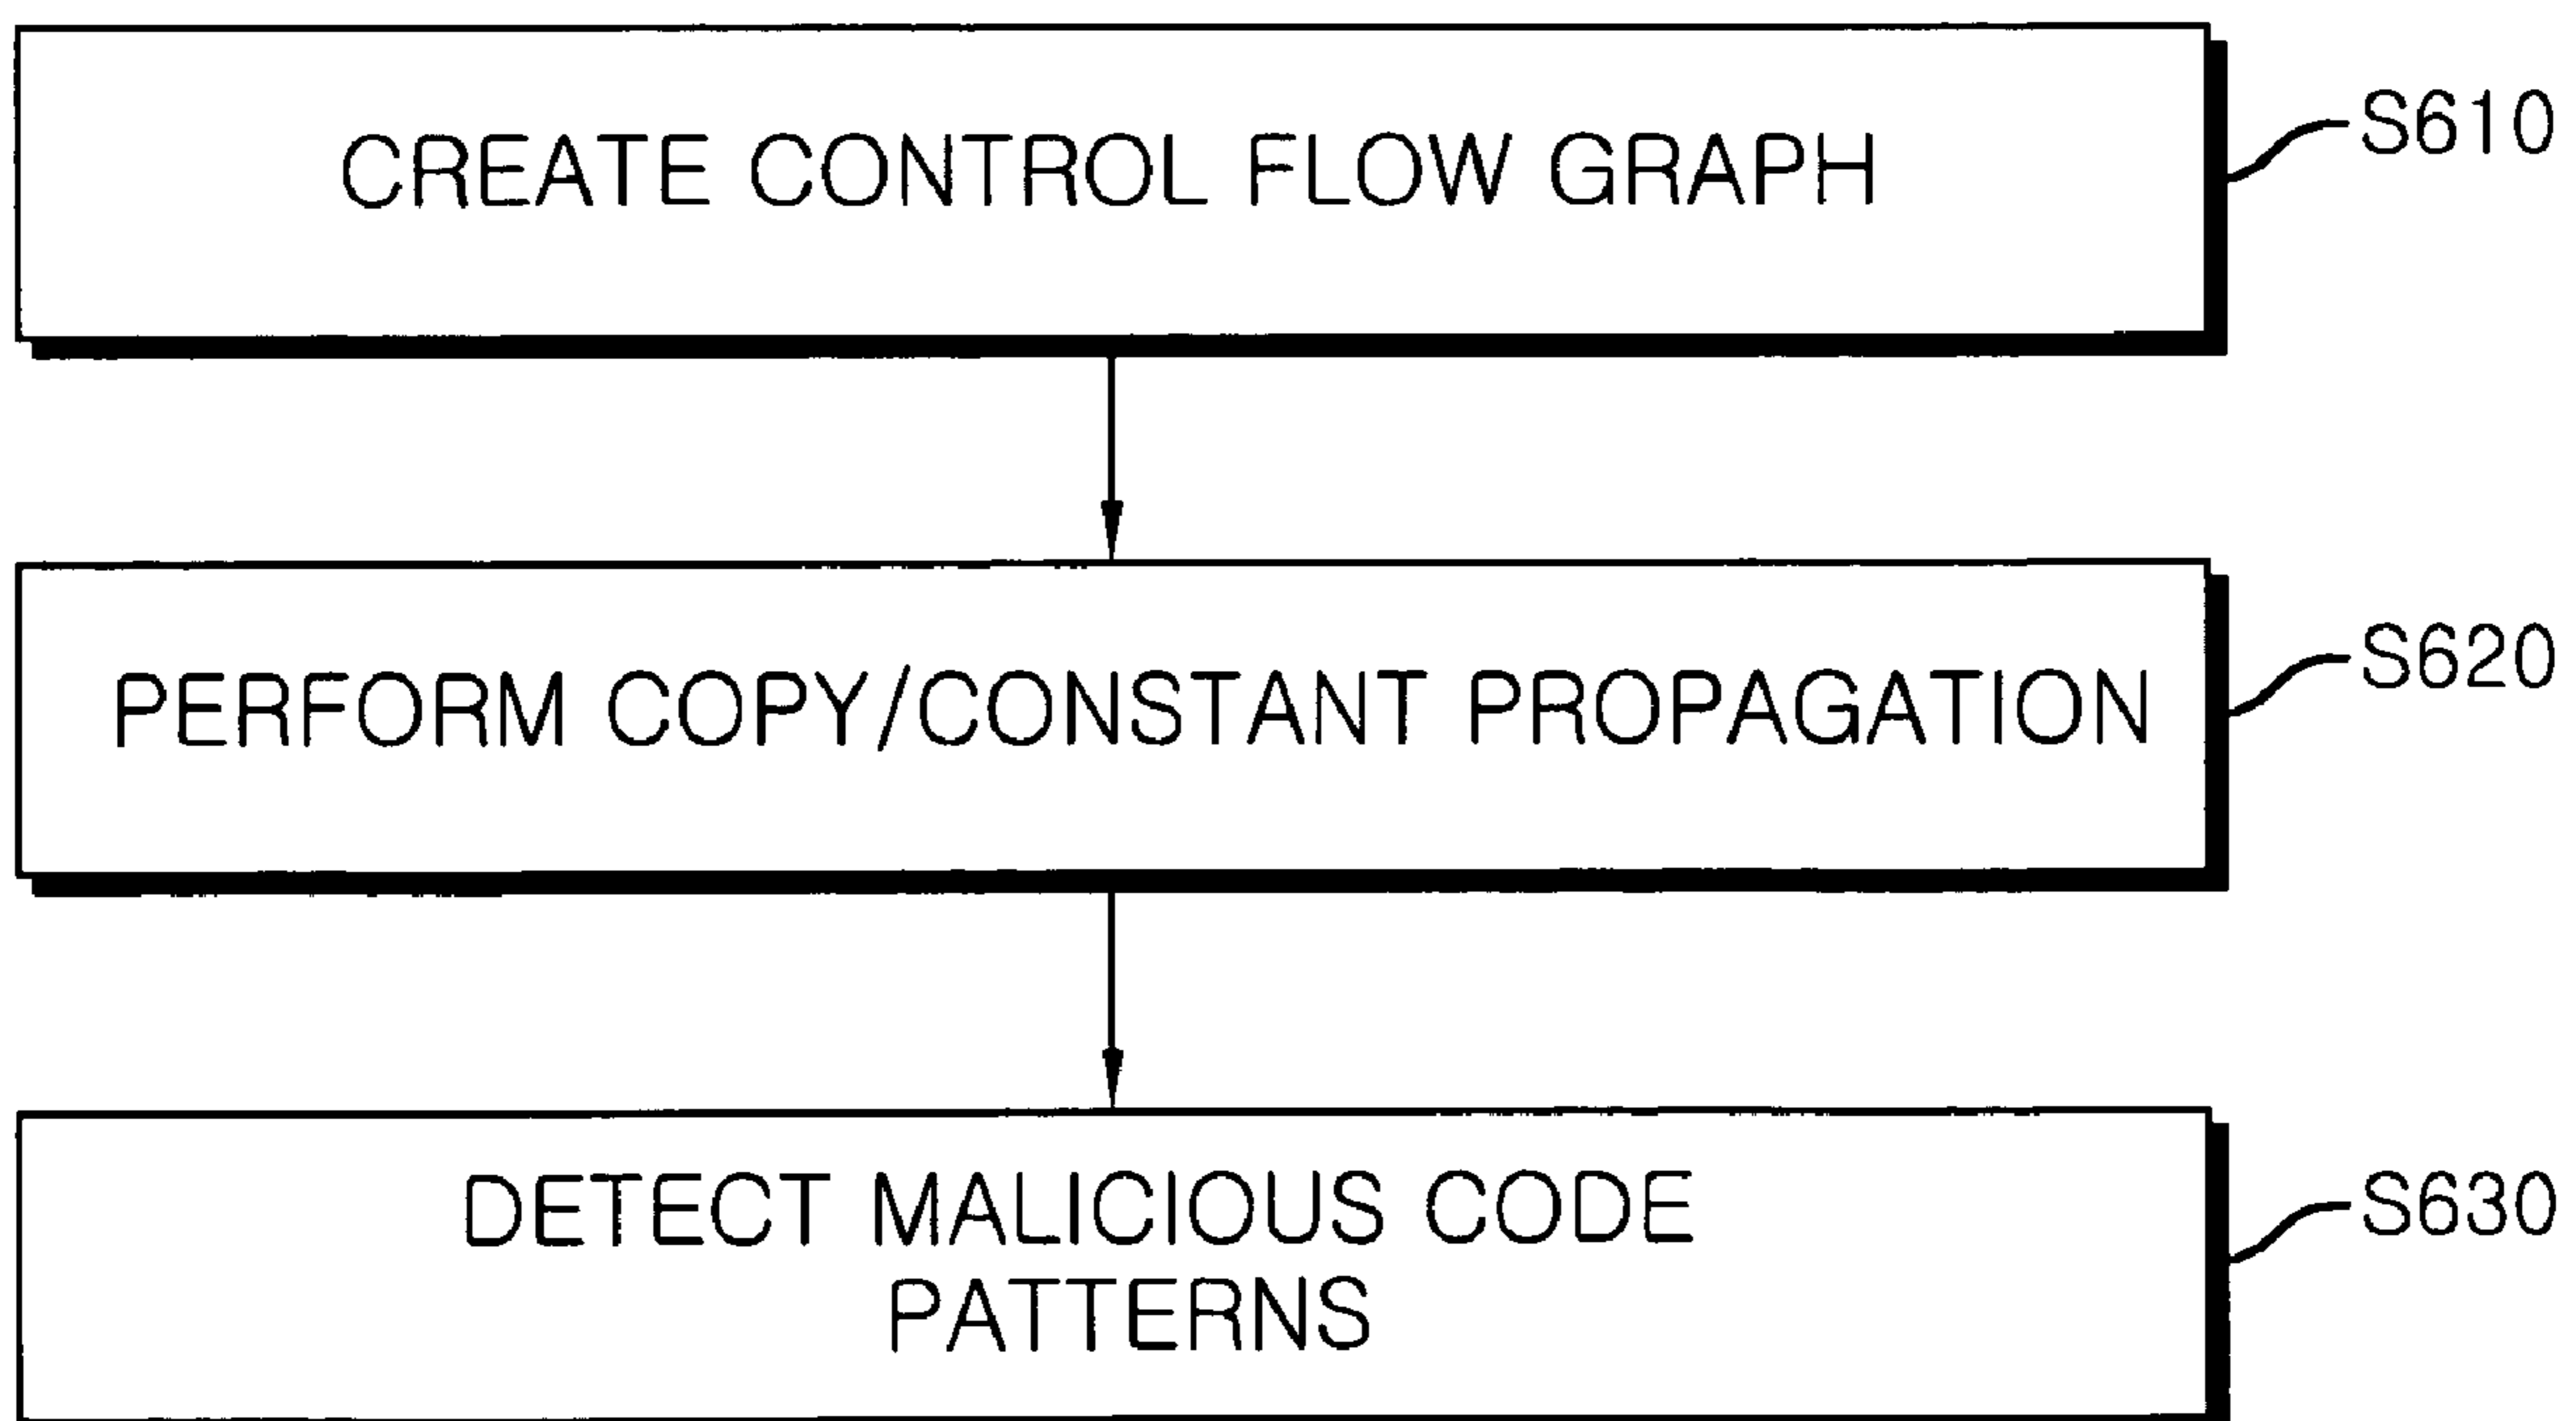 CREATE CONTROL FLOW GRAPH
S610
PERFORM COPY/CONSTANT PROPAGATION
S620
DETECT MALICIOUS CODE
PATTERNS
S630